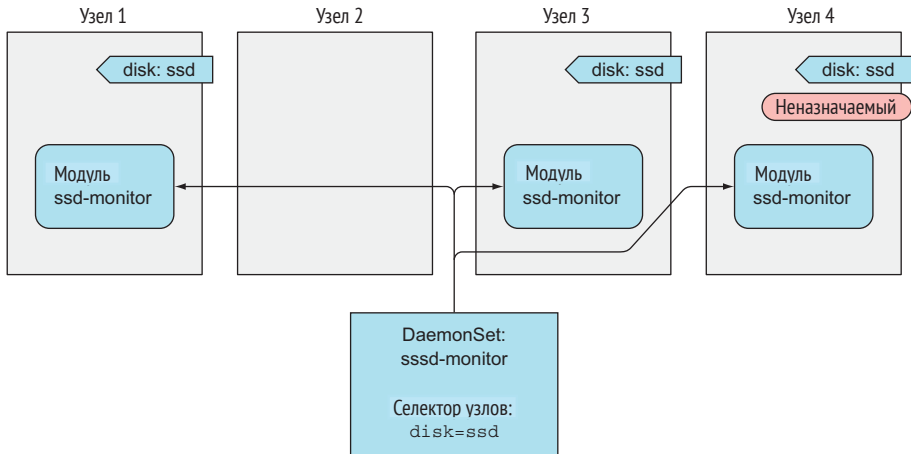 Узел 1
Узел 2
Узел 3
Узел 4
disk: ssd
disk: ssd
disk: ssd
Неназначаемый
Модуль
ssd-monitor
Модуль
ssd-monitor
Модуль
ssd-monitor
DaemonSet:
sssd-monitor
Селектор узлов:
disk=ssd